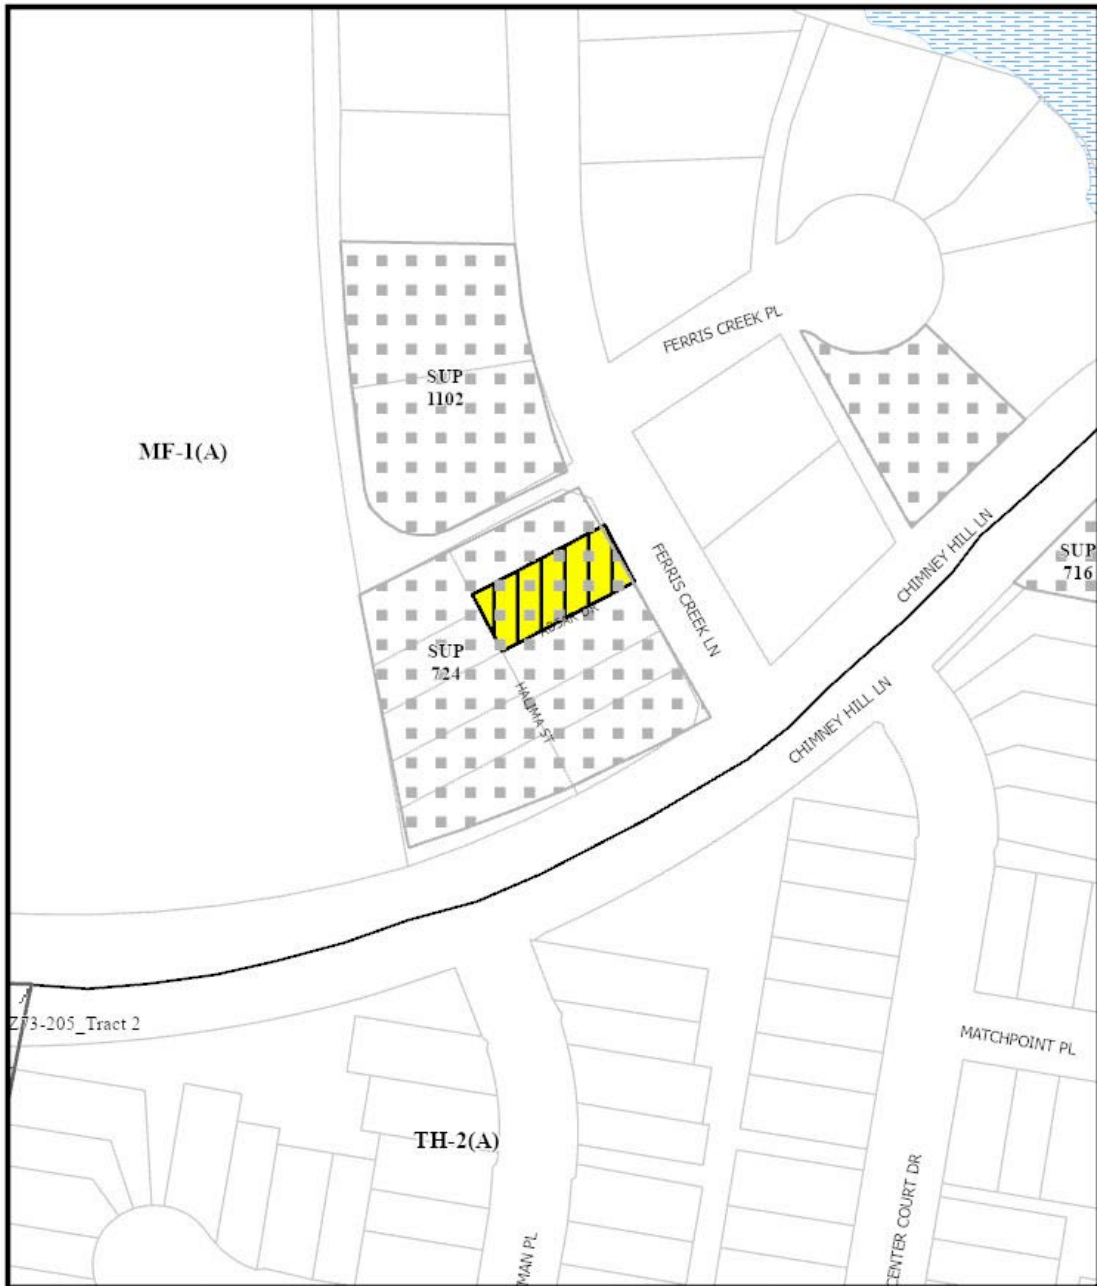 FERRIS CREEK PL
SUP
1102
MF-1(A)
CHIMNEY HILL LN
SUP
716
FERRIS CREEK LN
SUP
724
HALIMA ST
CHIMNEY HILL LN
Z73-205_Tract 2
MATCHPOINT PL
TH-2(A)
CENTER COURT DR
MAN PL